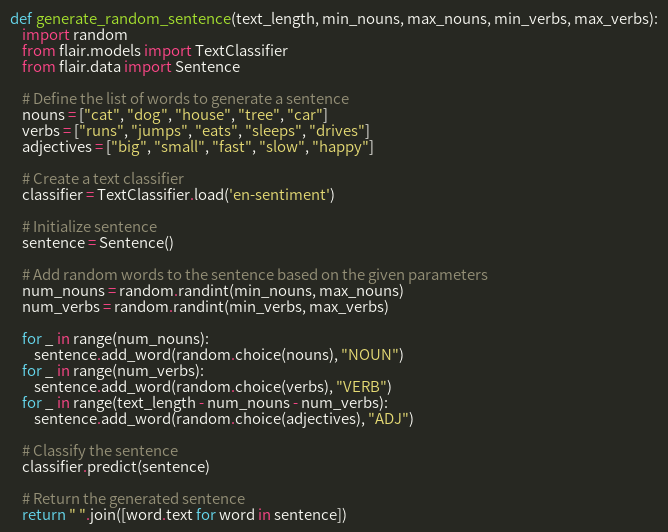 def generate_random_sentence(text_length, min_nouns, max_nouns, min_verbs, max_verbs):
    import random
    from flair.models import TextClassifier
    from flair.data import Sentence

    # Define the list of words to generate a sentence
    nouns = ["cat", "dog", "house", "tree", "car"]
    verbs = ["runs", "jumps", "eats", "sleeps", "drives"]
    adjectives = ["big", "small", "fast", "slow", "happy"]

    # Create a text classifier
    classifier = TextClassifier.load('en-sentiment')

    # Initialize sentence
    sentence = Sentence()

    # Add random words to the sentence based on the given parameters
    num_nouns = random.randint(min_nouns, max_nouns)
    num_verbs = random.randint(min_verbs, max_verbs)

    for _ in range(num_nouns):
        sentence.add_word(random.choice(nouns), "NOUN")
    for _ in range(num_verbs):
        sentence.add_word(random.choice(verbs), "VERB")
    for _ in range(text_length - num_nouns - num_verbs):
        sentence.add_word(random.choice(adjectives), "ADJ")

    # Classify the sentence
    classifier.predict(sentence)

    # Return the generated sentence
    return " ".join([word.text for word in sentence])